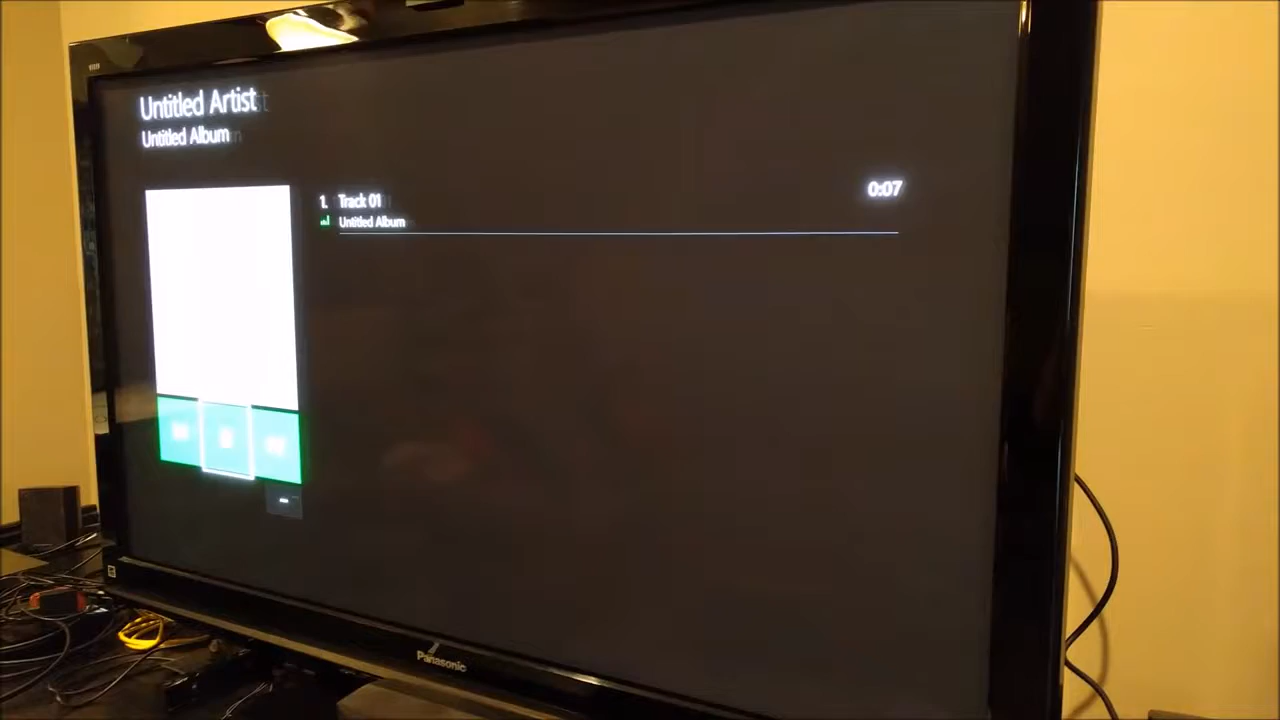 Untitled Artist
Untitled Album
1. Track 01
0:07
Untitled Album
Panasonic